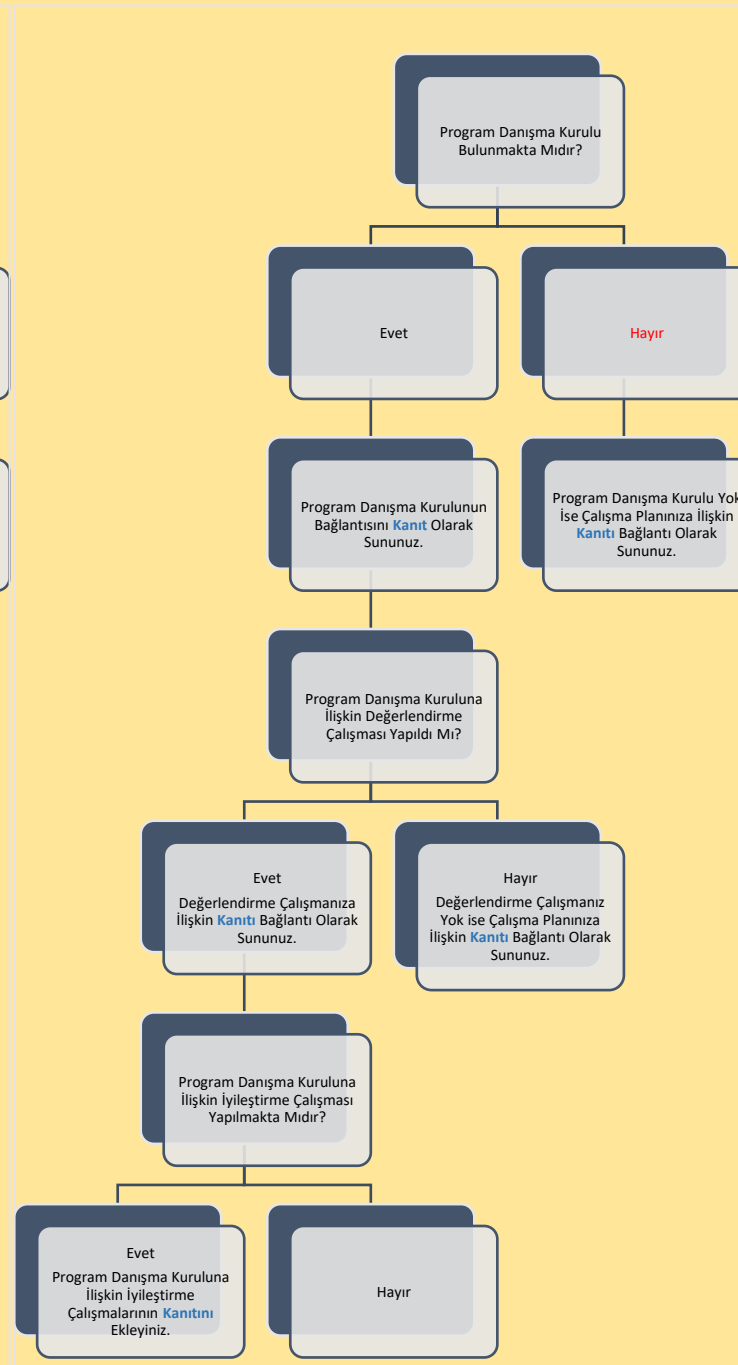 Program Danışma Kurulu
Bulunmakta Mıdır?
Evet
Hayır
Program Danışma Kurulunun
Bağlantısını Kanıt Olarak
Sununuz.
Program Danışma Kurulu Yok
İse Çalışma Planınıza İlişkin
Kanıtı Bağlantı Olarak
Sununuz.
Program Danışma Kuruluna
İlişkin Değerlendirme
Çalışması Yapıldı Mı?
Evet
Değerlendirme Çalışmanıza
İlişkin Kanıtı Bağlantı Olarak
Sununuz.
Hayır
Değerlendirme Çalışmanız
Yok ise Çalışma Planınıza
İlişkin Kanıtı Bağlantı Olarak
Sununuz.
Program Danışma Kuruluna
İlişkin İyileştirme Çalışması
Yapılmakta Mıdır?
Evet
Program Danışma Kuruluna
İlişkin İyileştirme
Çalışmalarının Kanıtını
Ekleyiniz.
Hayır